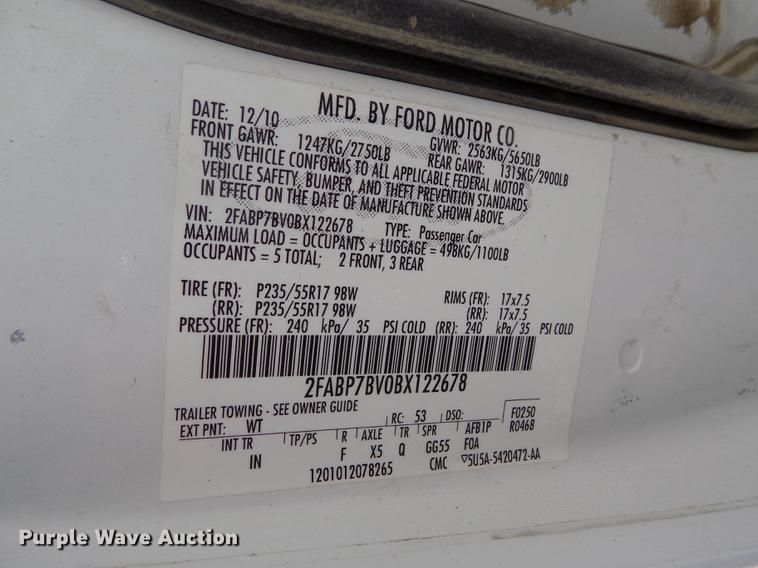 MFD. BY FORD MOTOR CO.
DATE: 12/10 GVWR: 2563KG/5650LB
FRONT GAWR: 1247KG/2750LB REAR GAWR: 1315KG/2900LB
THIS VEHICLE CONFORMS TO ALL APPLICABLE FEDERAL MOTOR
VEHICLE SAFETY, BUMPER, AND THEFT PREVENTION STANDARDS
IN EFFECT ON THE DATE OF MANUFACTURE SHOWN ABOVE.
VIN: 2FABP7BV0BX122678 TYPE: Passenger Car
MAXIMUM LOAD = OCCUPANTS + LUGGAGE = 498KG/1100LB
OCCUPANTS = 5 TOTAL; 2 FRONT, 3 REAR
TIRE (FR): P235/55R17 98W RIMS (FR): 17x7.5
(RR): P235/55R17 98W (RR): 17x7.5
PRESSURE (FR): 240 kPa/ 35 PSI COLD (RR): 240 kPa/ 35 PSI COLD
2FABP7BV0BX122678
TRAILER TOWING - SEE OWNER GUIDE F0250
EXT PNT: WT RC: 53 DSO: R0468
INT TR TP/PS R AXLE TR SPR AFB1P
IN F X5 Q GG55 F0A
1201012078265 CMC ▽5U5A-5420472-AA
Purple Wave Auction